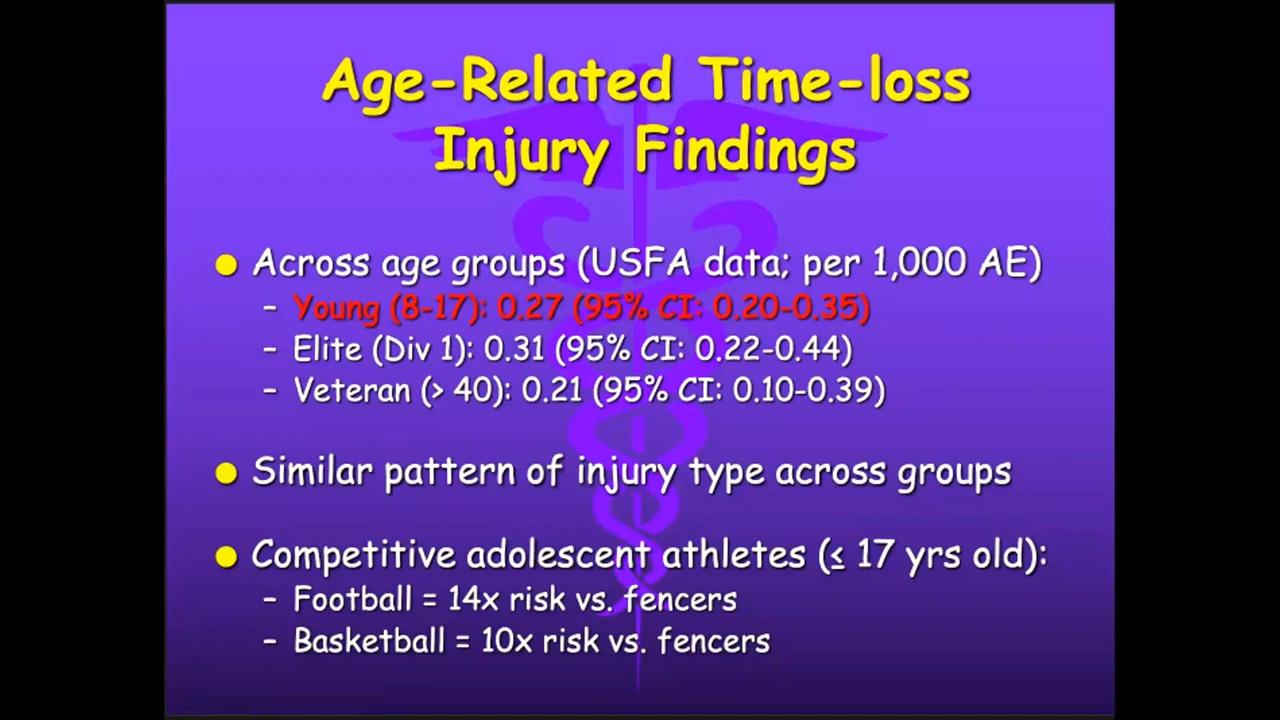 Age-Related Time-loss
Injury Findings
● Across age groups (USFA data; per 1,000 AE)
– Young (8-17): 0.27 (95% CI: 0.20-0.35)
– Elite (Div 1): 0.31 (95% CI: 0.22-0.44)
– Veteran (> 40): 0.21 (95% CI: 0.10-0.39)
● Similar pattern of injury type across groups
● Competitive adolescent athletes (≤ 17 yrs old):
– Football = 14x risk vs. fencers
– Basketball = 10x risk vs. fencers